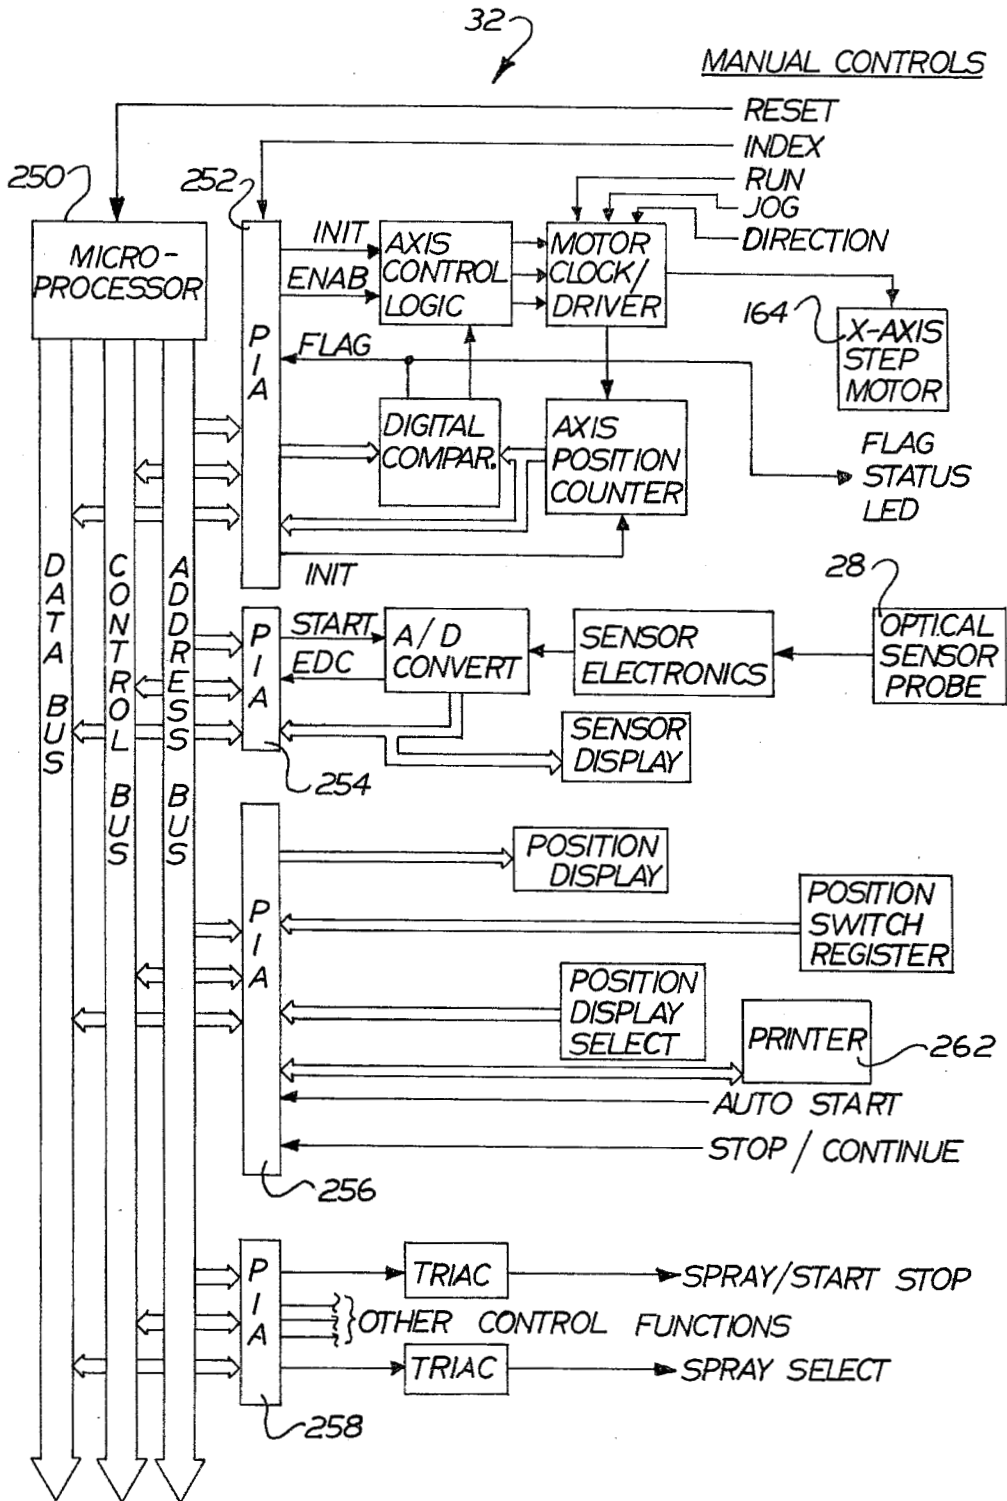 32
MANUAL CONTROLS
RESET
INDEX
RUN
JOG
DIRECTION
250
MICRO-
PROCESSOR
252
PIA
INIT
ENAB
FLAG
AXIS
CONTROL
LOGIC
MOTOR
CLOCK/
DRIVER
164
X-AXIS
STEP
MOTOR
DIGITAL
COMPAR.
AXIS
POSITION
COUNTER
FLAG
STATUS
LED
INIT
DATA BUS
CONTROL BUS
ADDRESS BUS
PIA
START
EDC
A/D
CONVERT
SENSOR
ELECTRONICS
28
OPTICAL
SENSOR
PROBE
254
SENSOR
DISPLAY
PIA
POSITION
DISPLAY
POSITION
SWITCH
REGISTER
POSITION
DISPLAY
SELECT
PRINTER
262
AUTO START
STOP / CONTINUE
256
PIA
TRIAC
SPRAY/START STOP
OTHER CONTROL FUNCTIONS
TRIAC
SPRAY SELECT
258